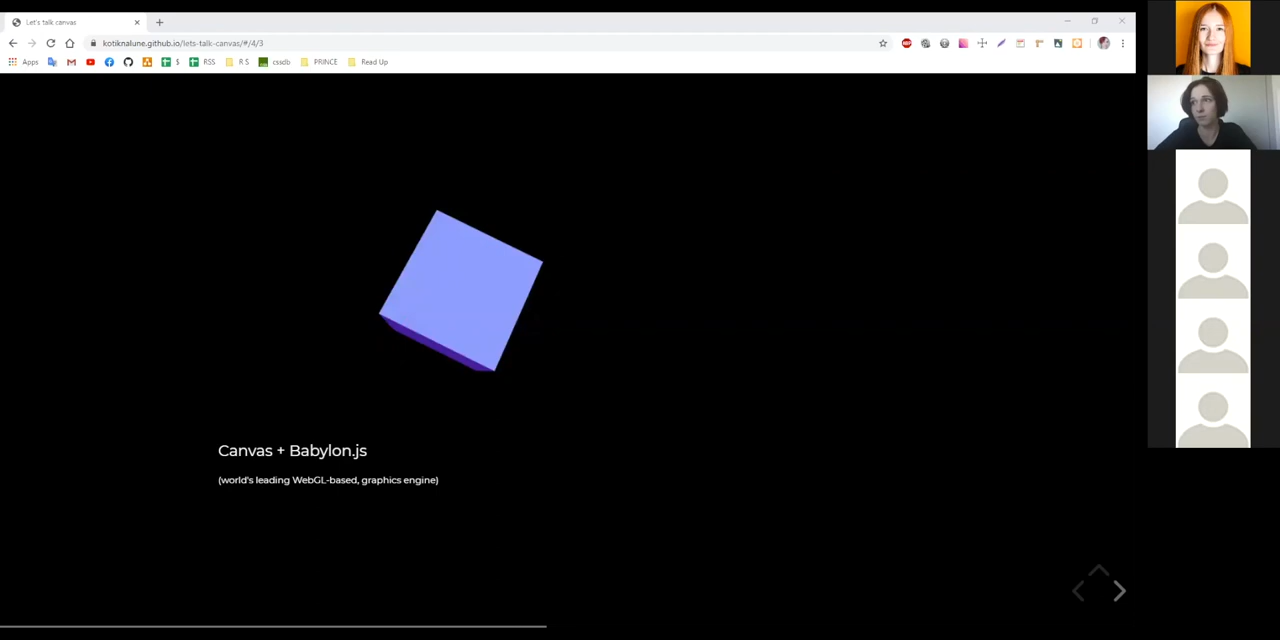 Let's talk canvas
kotiknalune.github.io/lets-talk-canvas/#/4/3
Apps $ RSS R S cssdb PRINCE Read Up
Canvas + Babylon.js
(world's leading WebGL-based, graphics engine)